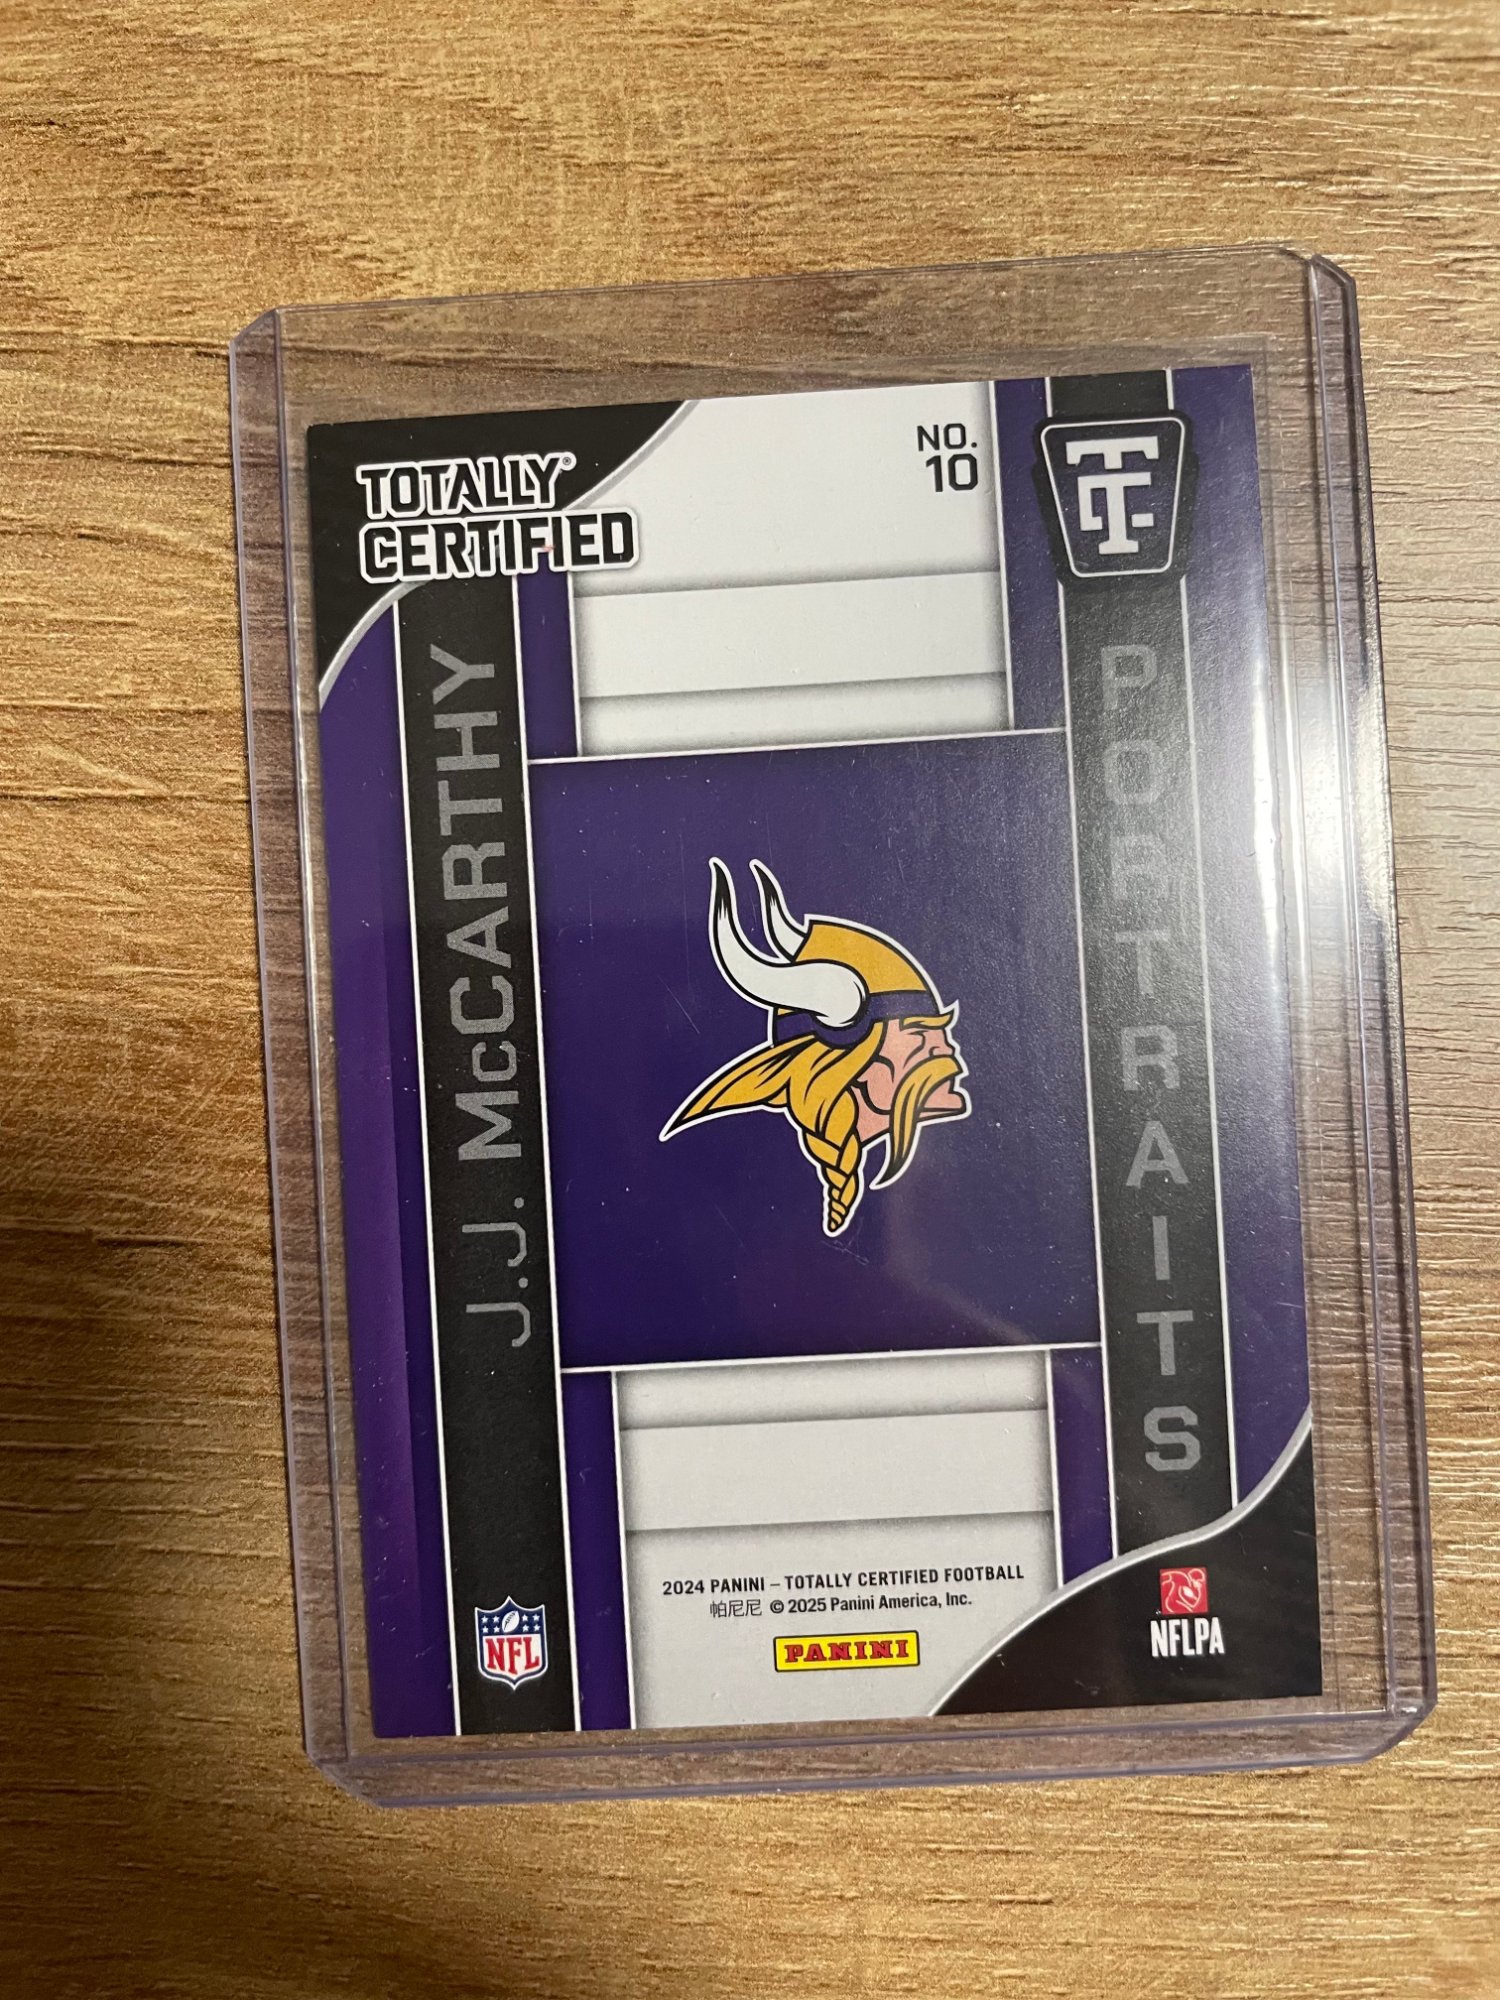 TOTALLY®
CERTIFIED
NO.
10
TC
J.J. McCARTHY
PORTRAITS
2024 PANINI – TOTALLY CERTIFIED FOOTBALL
帕尼尼 © 2025 Panini America, Inc.
PANINI
NFL
NFLPA